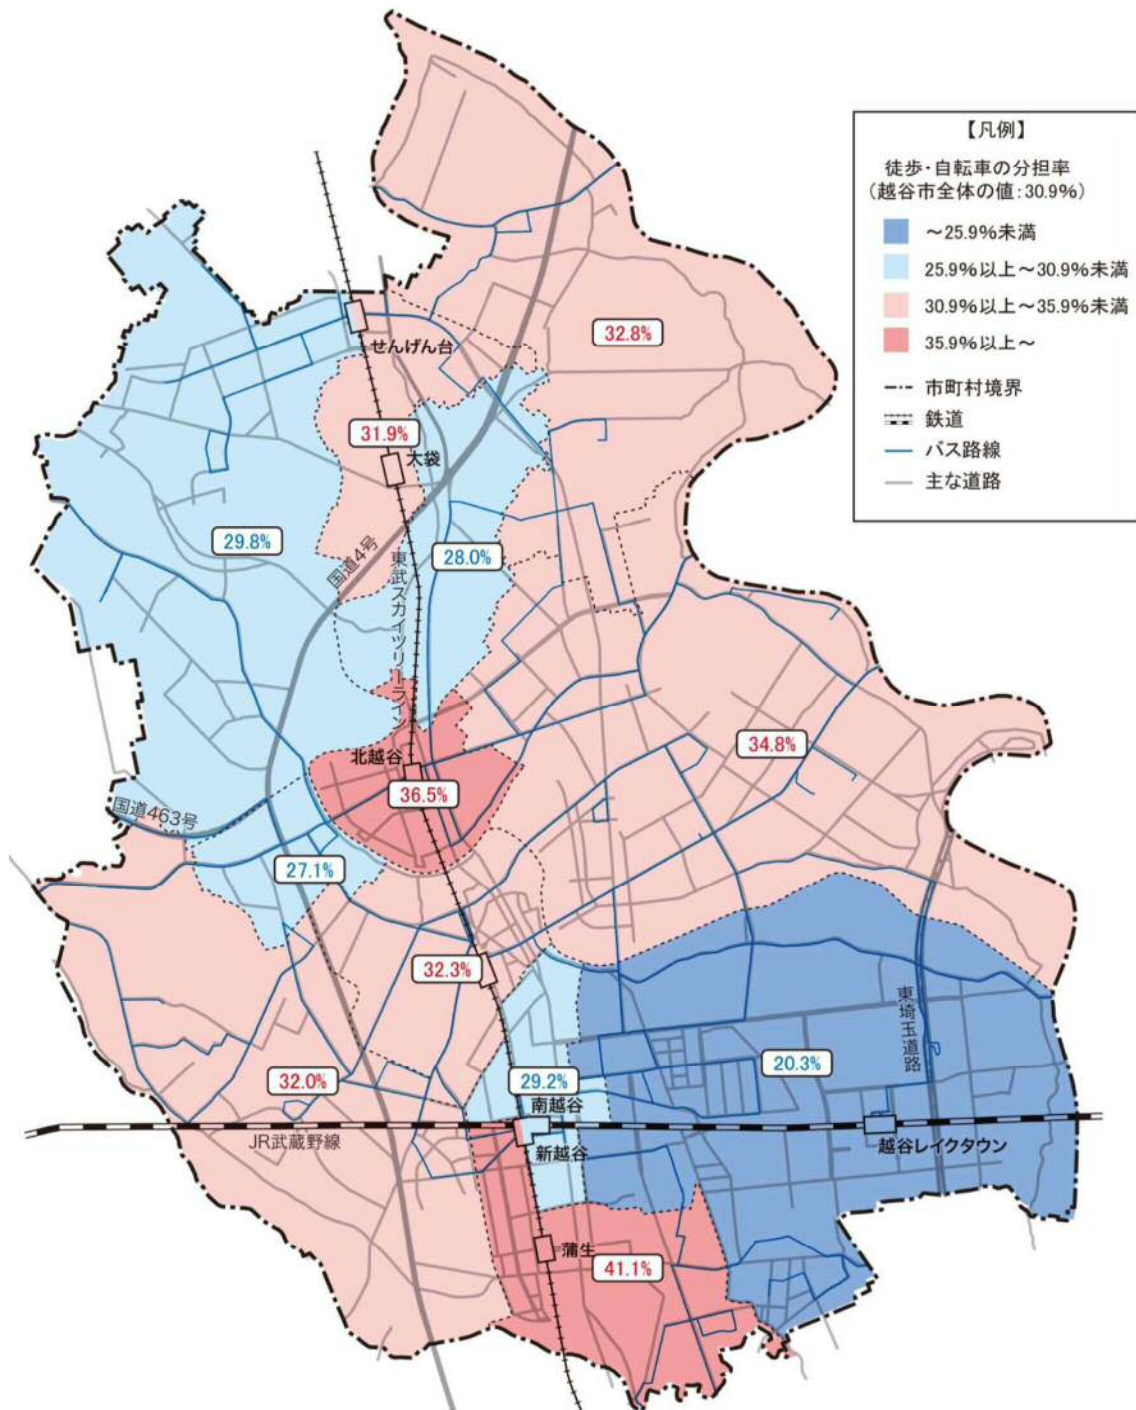 【凡例】
徒歩・自転車の分担率
（越谷市全体の値：30.9%）
～25.9%未満
25.9%以上～30.9%未満
30.9%以上～35.9%未満
35.9%以上～
市町村境界
鉄道
バス路線
主な道路
せんげん台
32.8%
31.9%
大袋
29.8%
28.0%
国道4号
東武スカイツリーライン
34.8%
北越谷
36.5%
国道463号
27.1%
32.3%
東埼玉道路
20.3%
32.0%
29.2%
南越谷
JR武蔵野線
新越谷
越谷レイクタウン
蒲生
41.1%